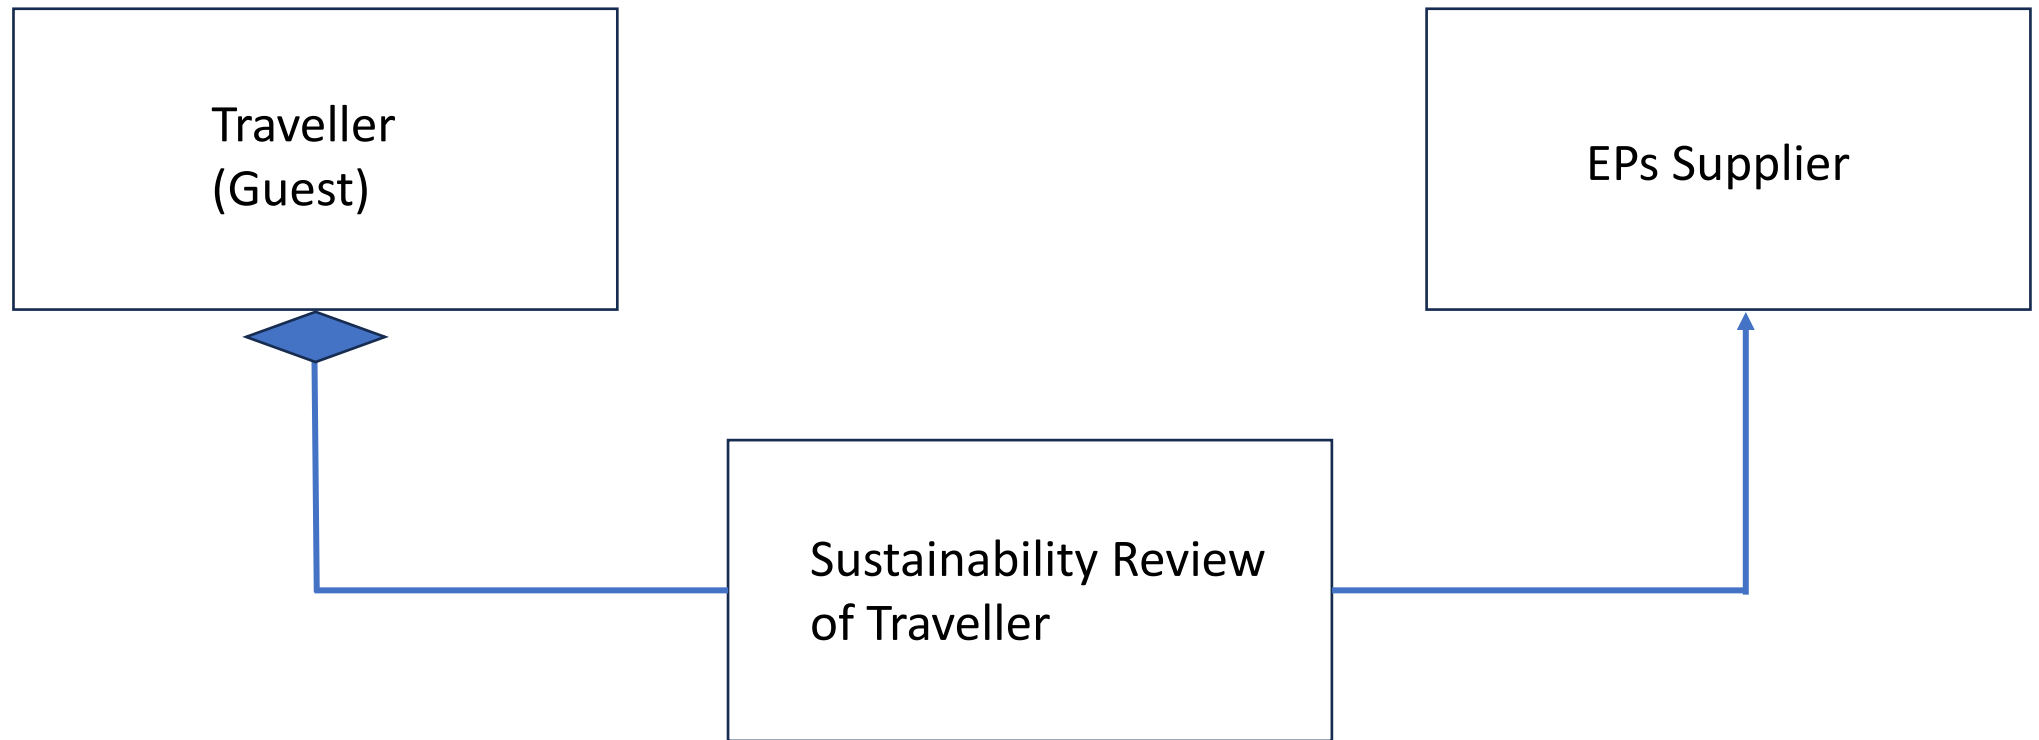 Traveller
(Guest)
EPs Supplier
Sustainability Review
of Traveller